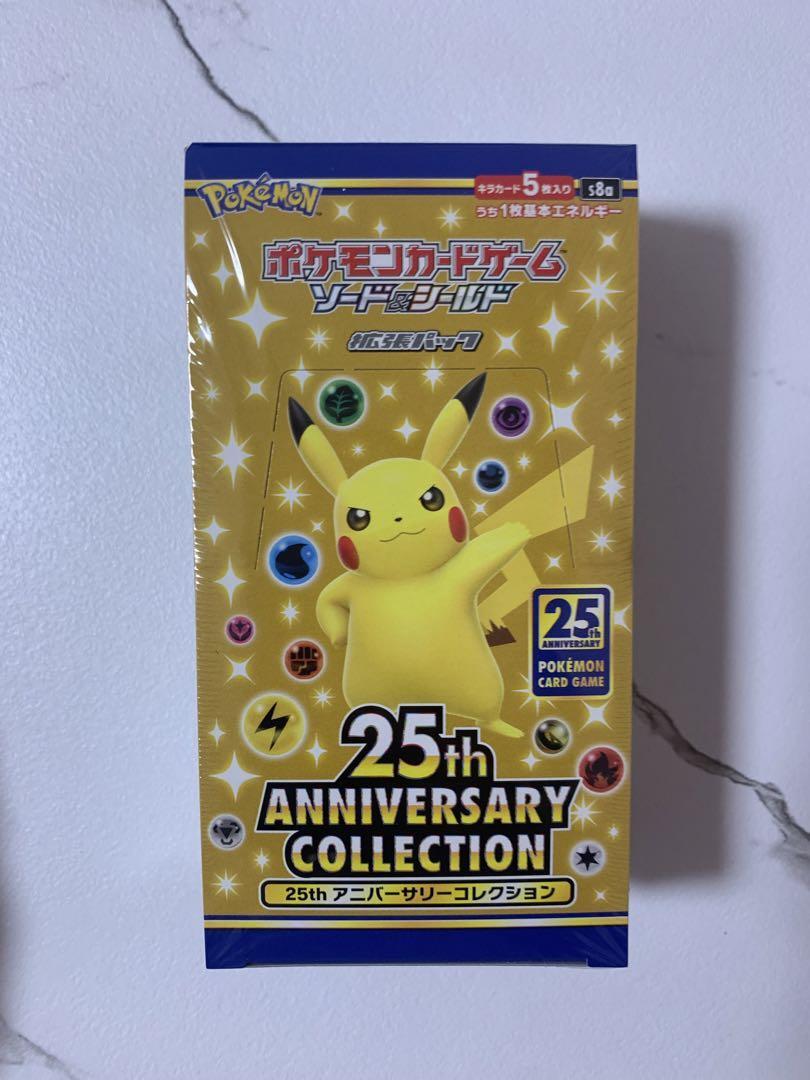 POKéMON™
キラカード5枚入り s8a
うち1枚基本エネルギー
ポケモンカードゲーム™
ソード&シールド
拡張パック
25th
ANNIVERSARY
POKÉMON
CARD GAME
25th
ANNIVERSARY
COLLECTION
25th アニバーサリーコレクション